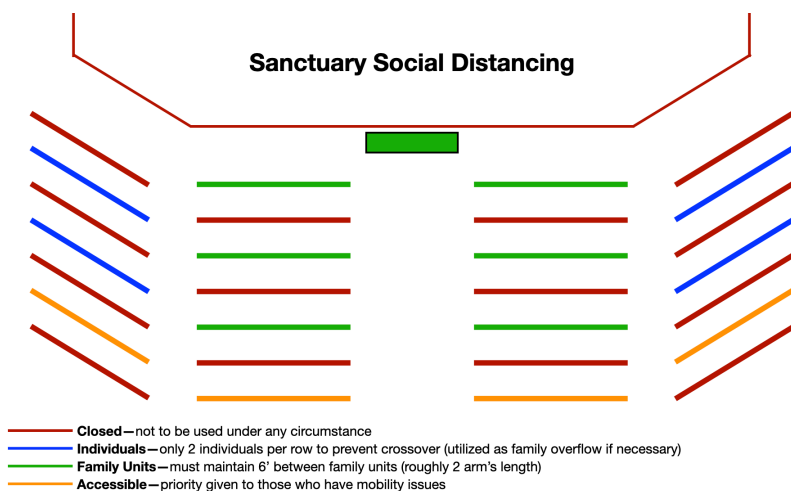 Sanctuary Social Distancing
Closed—not to be used under any circumstance
Individuals—only 2 individuals per row to prevent crossover (utilized as family overflow if necessary)
Family Units—must maintain 6' between family units (roughly 2 arm's length)
Accessible—priority given to those who have mobility issues